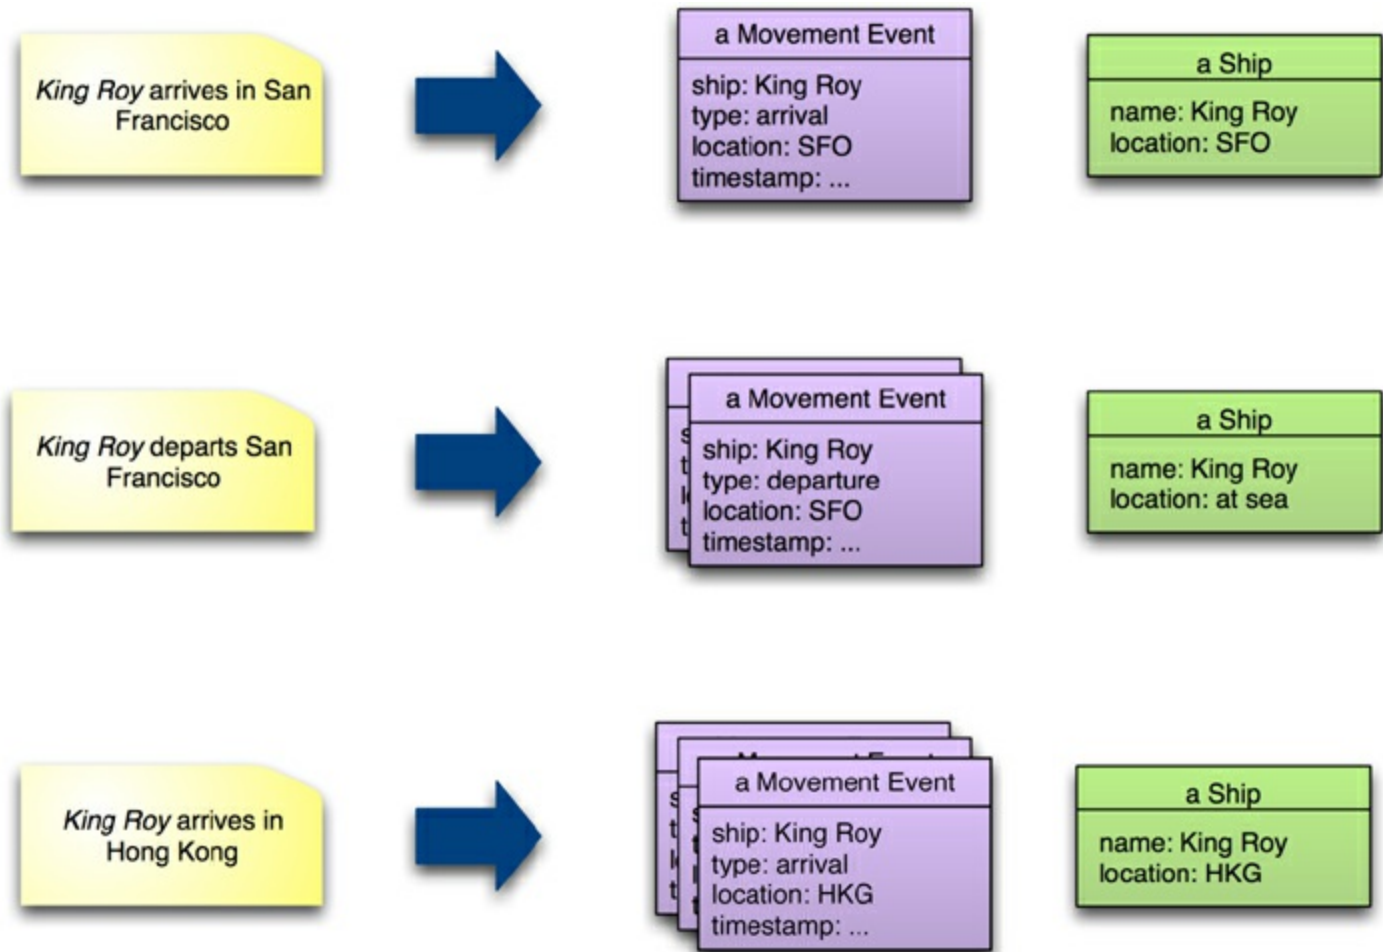 King Roy arrives in San
Francisco
a Movement Event
ship: King Roy
type: arrival
location: SFO
timestamp: ...
a Ship
name: King Roy
location: SFO
King Roy departs San
Francisco
a Movement Event
ship: King Roy
type: departure
location: SFO
timestamp: ...
a Ship
name: King Roy
location: at sea
King Roy arrives in
Hong Kong
a Movement Event
ship: King Roy
type: arrival
location: HKG
timestamp: ...
a Ship
name: King Roy
location: HKG